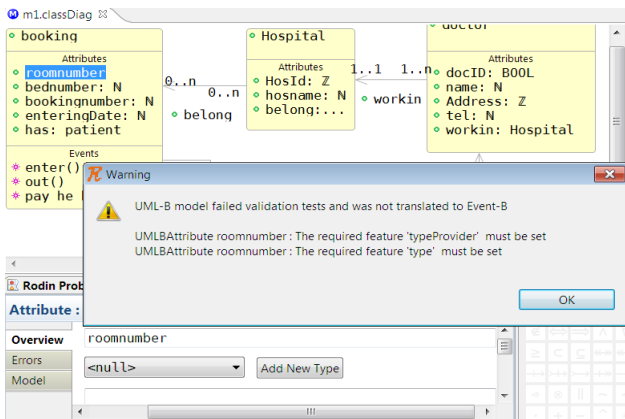 m1.classDiag
booking
Attributes
roomnumber
bednumber: ℕ
bookingnumber: ℕ
enteringDate: ℕ
has: patient
Events
enter()
out()
pay he
0..n
0..n
belong
Hospital
Attributes
HosId: ℤ
hosname: ℕ
belong:...
1..1
1..n
workin
doctor
Attributes
docID: BOOL
name: ℕ
Address: ℤ
tel: ℕ
workin: Hospital
Warning
UML-B model failed validation tests and was not translated to Event-B
UMLBAttribute roomnumber : The required feature 'typeProvider' must be set
UMLBAttribute roomnumber : The required feature 'type' must be set
OK
Rodin Prob
Attribute :
Overview
Errors
Model
roomnumber
<null>
Add New Type